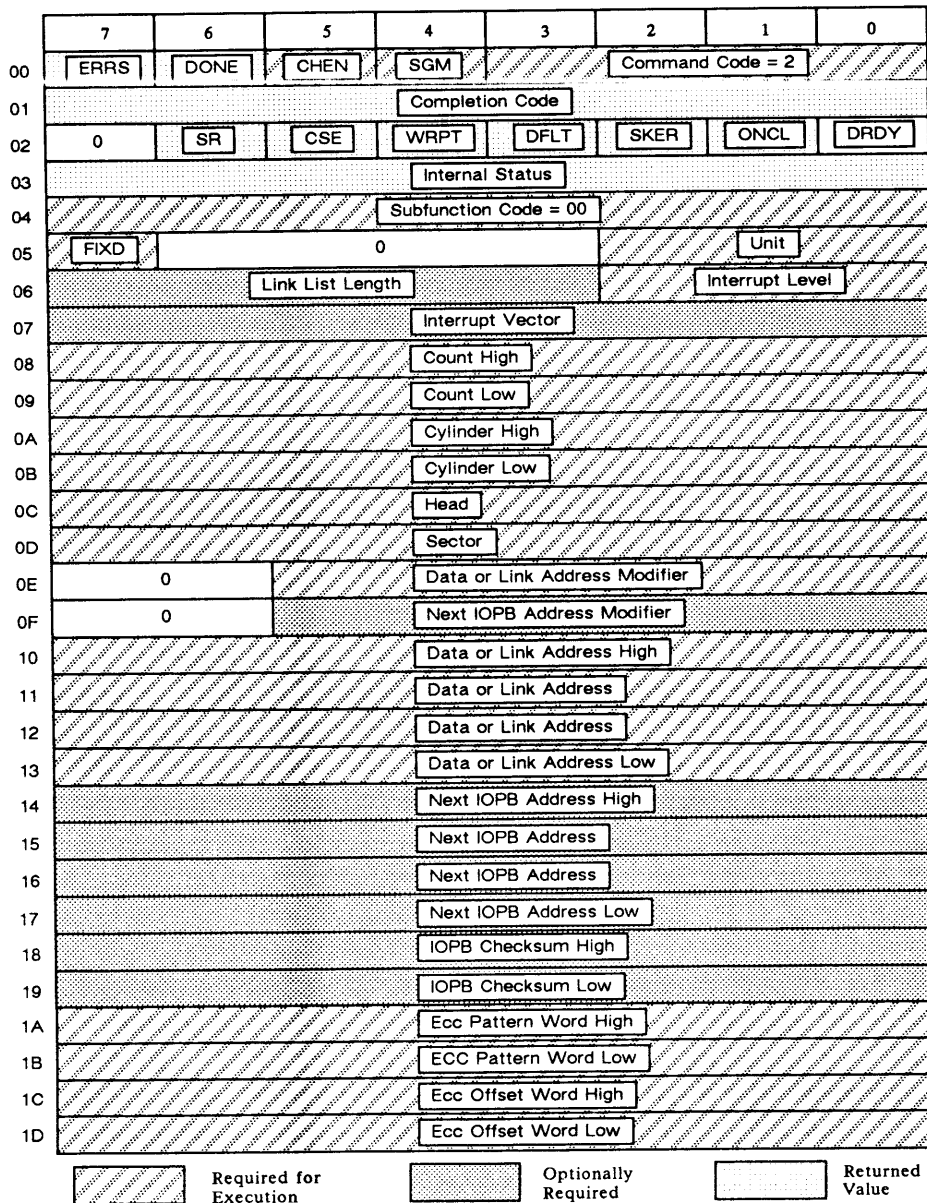 7 6 5 4 3 2 1 0
00 ERRS DONE CHEN SGM Command Code = 2
01 Completion Code
02 0 SR CSE WRPT DFLT SKER ONCL DRDY
03 Internal Status
04 Subfunction Code = 00
05 FIXD 0 Unit
06 Link List Length Interrupt Level
07 Interrupt Vector
08 Count High
09 Count Low
0A Cylinder High
0B Cylinder Low
0C Head
0D Sector
0E 0 Data or Link Address Modifier
0F 0 Next IOPB Address Modifier
10 Data or Link Address High
11 Data or Link Address
12 Data or Link Address
13 Data or Link Address Low
14 Next IOPB Address High
15 Next IOPB Address
16 Next IOPB Address
17 Next IOPB Address Low
18 IOPB Checksum High
19 IOPB Checksum Low
1A Ecc Pattern Word High
1B ECC Pattern Word Low
1C Ecc Offset Word High
1D Ecc Offset Word Low
Required for Optionally Returned
Execution Required Value